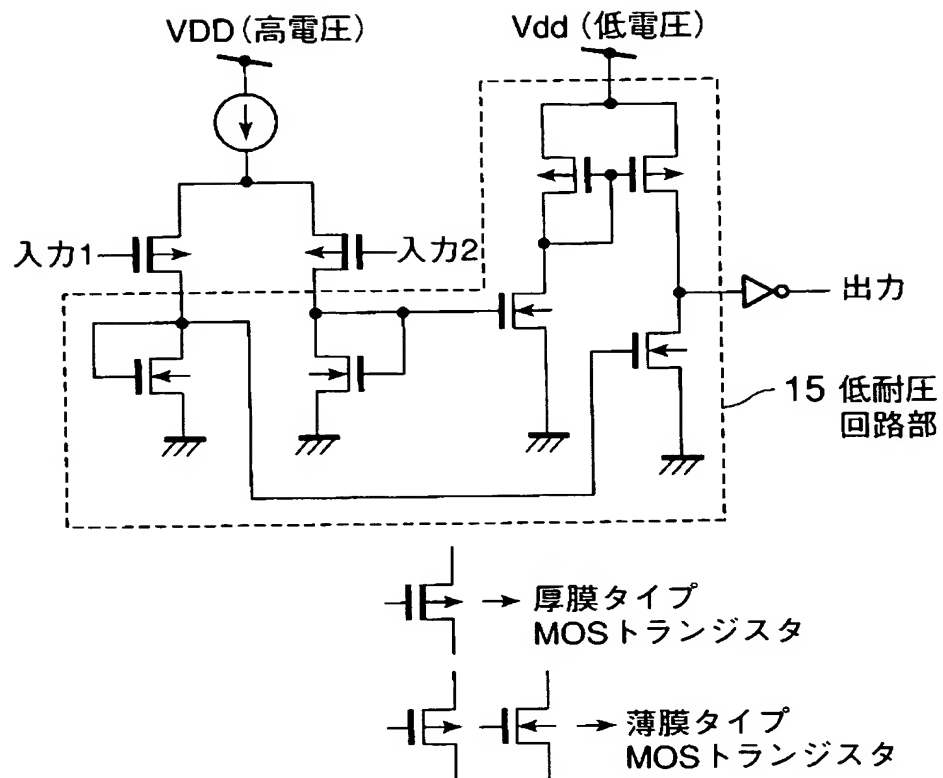 VDD(高電圧)
Vdd(低電圧)
入力1
入力2
出力
15 低耐圧
回路部
厚膜タイプ
MOSトランジスタ
薄膜タイプ
MOSトランジスタ